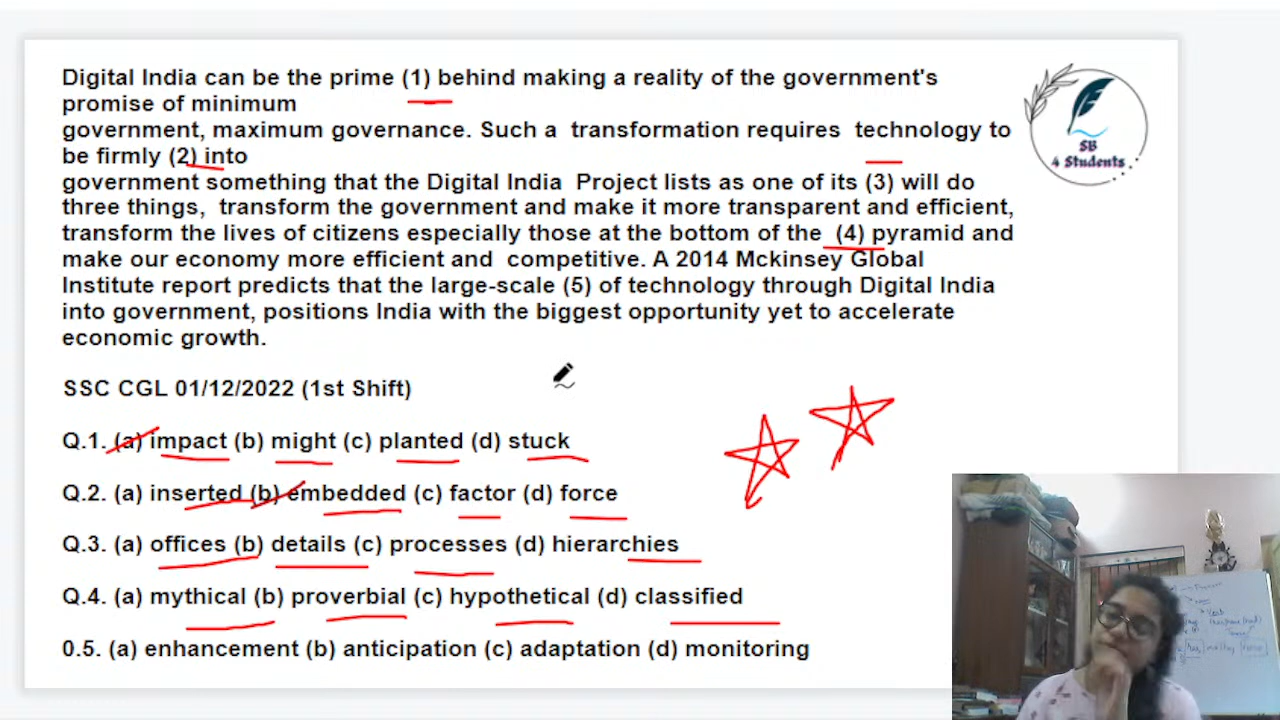 Digital India can be the prime (1) behind making a reality of the government's
promise of minimum
government, maximum governance. Such a transformation requires technology to
be firmly (2) into
government something that the Digital India Project lists as one of its (3) will do
three things, transform the government and make it more transparent and efficient,
transform the lives of citizens especially those at the bottom of the (4) pyramid and
make our economy more efficient and competitive. A 2014 Mckinsey Global
Institute report predicts that the large-scale (5) of technology through Digital India
into government, positions India with the biggest opportunity yet to accelerate
economic growth.
SB
4 Students
SSC CGL 01/12/2022 (1st Shift)
Q.1. (a) impact (b) might (c) planted (d) stuck
Q.2. (a) inserted (b) embedded (c) factor (d) force
Q.3. (a) offices (b) details (c) processes (d) hierarchies
Q.4. (a) mythical (b) proverbial (c) hypothetical (d) classified
0.5. (a) enhancement (b) anticipation (c) adaptation (d) monitoring